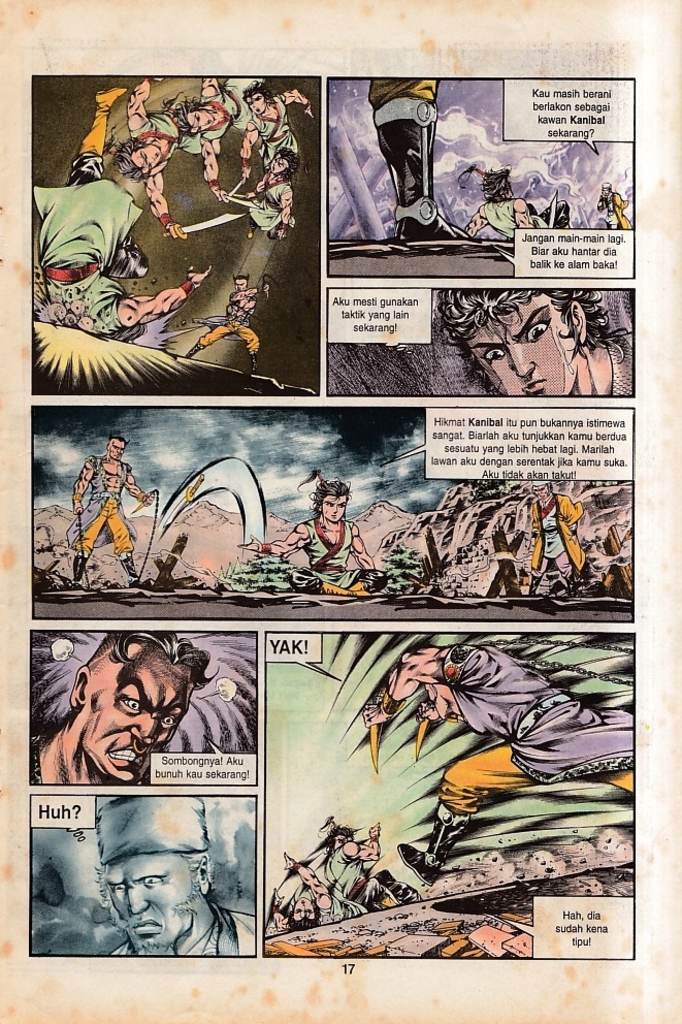 Kau masih berani
berlakon sebagai
kawan Kanibal
sekarang?
Jangan main-main lagi.
Biar aku hantar dia
balik ke alam baka!
Aku mesti gunakan
taktik yang lain
sekarang!
Hikmat Kanibal itu pun bukannya istimewa
sangat. Biarlah aku tunjukkan kamu berdua
sesuatu yang lebih hebat lagi. Marilah
lawan aku dengan serentak jika kamu suka.
Aku tidak akan takut!
Sombongnya! Aku
bunuh kau sekarang!
YAK!
Huh?
Hah, dia
sudah kena
tipu!
17